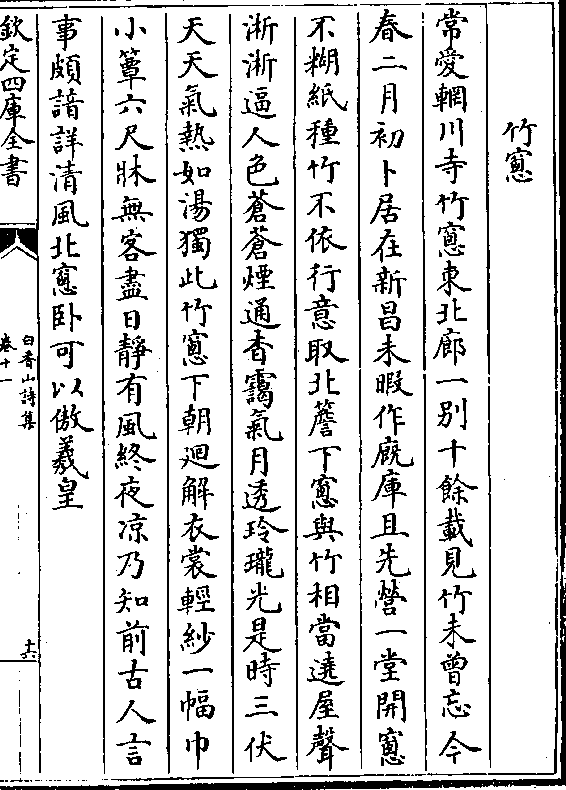 竹窻
常愛輞川寺竹窻東北廊一別十餘載見竹未曾忘今
春二月初卜居在新昌未暇作廐庫且先營一堂開窻
不糊紙種竹不依行意取北簷下窻與竹相當遶屋聲
淅淅逼人色蒼蒼煙通杳靄氣月透玲瓏光是時三伏
天天氣熱如湯獨此竹窻下朝迴解衣裳輕紗一幅巾
小簟六尺牀無客盡日靜有風終夜凉乃知前古人言
事頗諳詳清風北窻卧可以傲羲皇
欽定四庫全書
白香山詩集
卷十一
十六